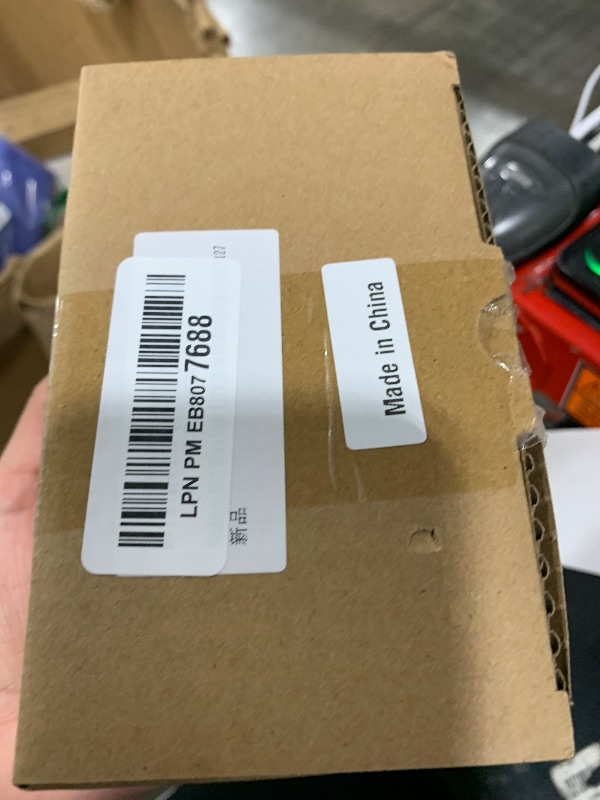 LPN PM EB8077688
127
新品
Made in China